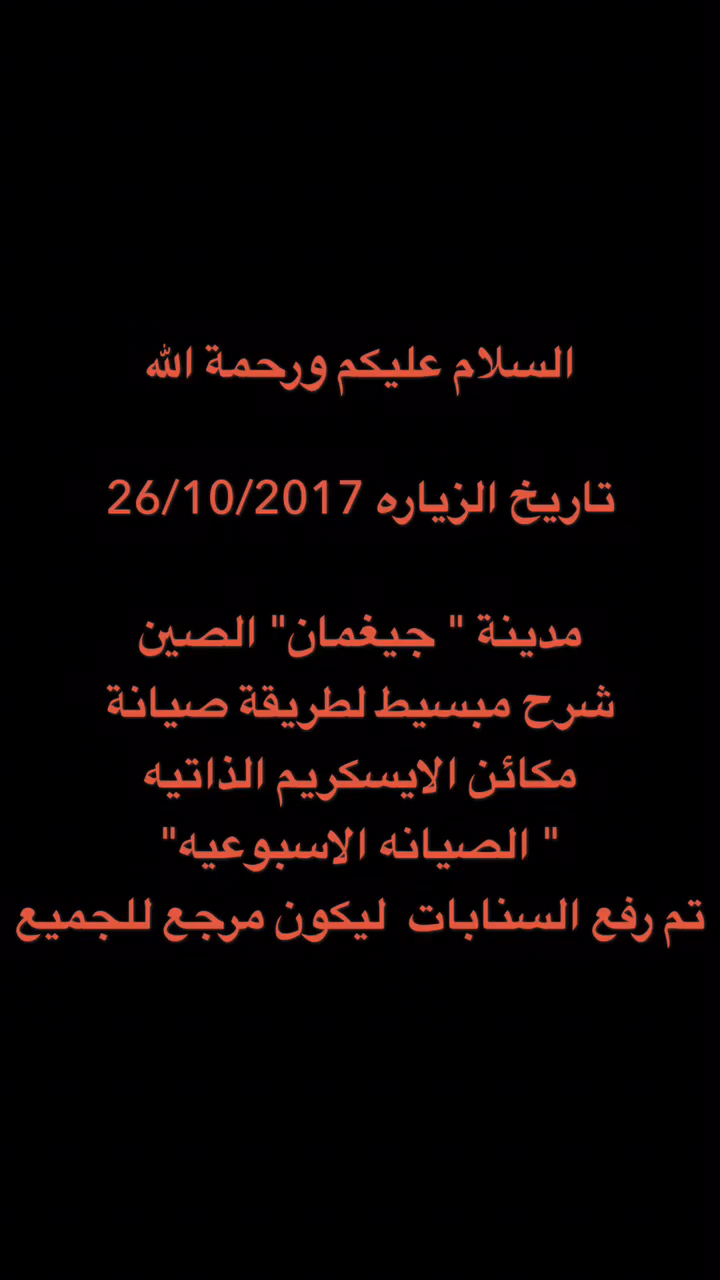 السلام عليكم ورحمة الله
تاريخ الزياره 26/10/2017
مدينة " جيغمان" الصين
شرح مبسيط لطريقة صيانة
مكائن الايسكريم الذاتيه
" الصيانه الاسبوعيه"
تم رفع السنابات ليكون مرجع للجميع